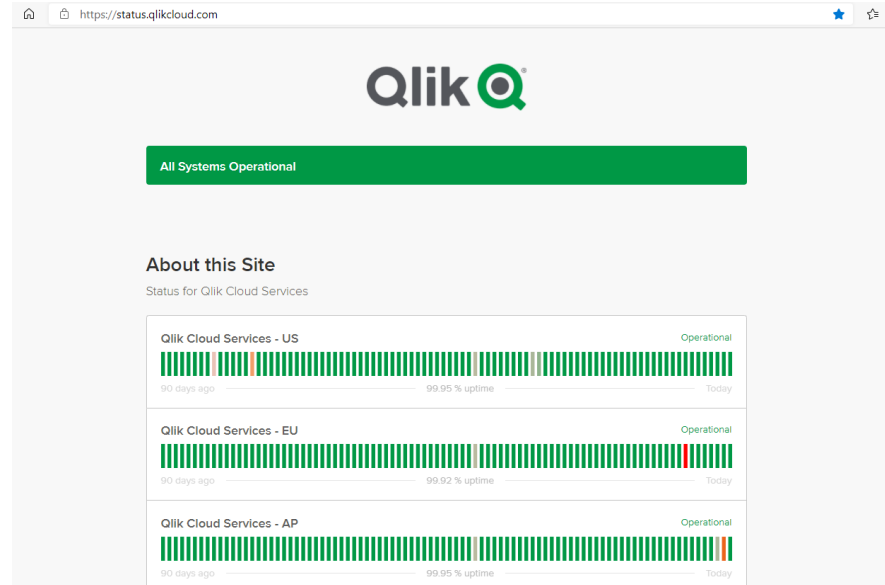 https://status.qlikcloud.com
Qlik
All Systems Operational
About this Site
Status for Qlik Cloud Services
Qlik Cloud Services - US
Operational
90 days ago
99.95 % uptime
Today
Qlik Cloud Services - EU
Operational
90 days ago
99.92 % uptime
Today
Qlik Cloud Services - AP
Operational
90 days ago
99.95 % uptime
Today